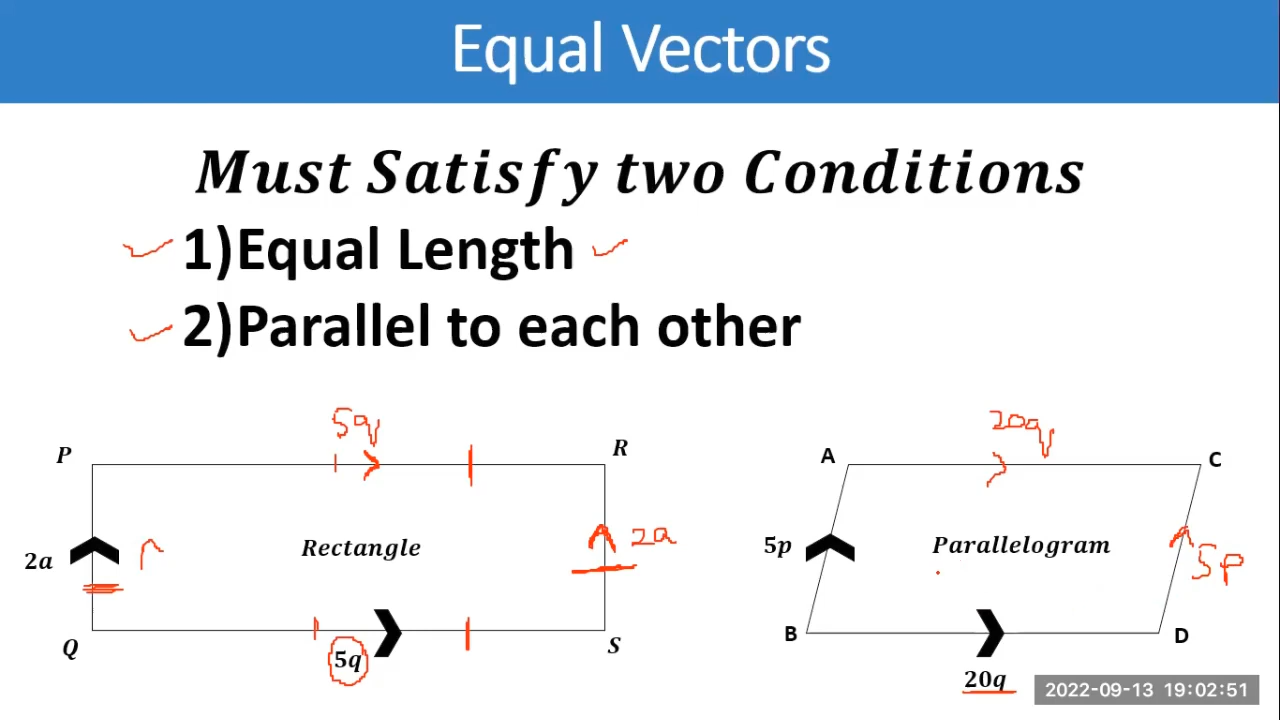 Equal Vectors
Must Satisfy two Conditions
1)Equal Length
2)Parallel to each other
5q
20q
P
R
A
C
2a
Rectangle
2a
5p
Parallelogram
5p
Q
5q
S
B
D
20q
2022-09-13 19:02:51